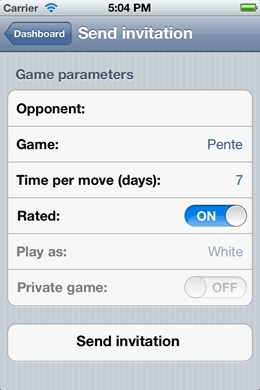 Carrier 5:04 PM
Dashboard Send invitation
Game parameters
Opponent:
Game: Pente
Time per move (days): 7
Rated: ON
Play as: White
Private game: OFF
Send invitation